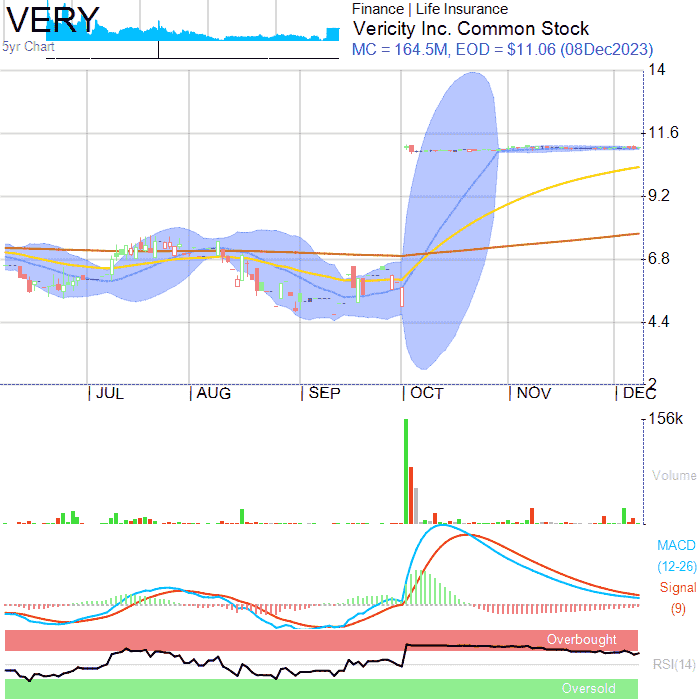 VERY
5yr Chart
Finance | Life Insurance
Vericity Inc. Common Stock
MC = 164.5M, EOD = $11.06 (08Dec2023)
14
11.6
9.2
6.8
4.4
2
JUL
AUG
SEP
OCT
NOV
DEC
156k
Volume
MACD
(12-26)
Signal
(9)
Overbought
RSI(14)
Oversold